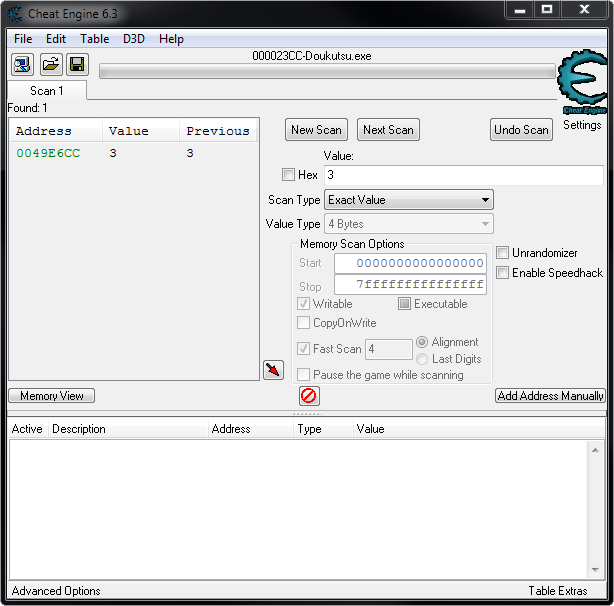 Cheat Engine 6.3
File Edit Table D3D Help
000023CC-Doukutsu.exe
Scan 1
Found: 1
Cheat Engine
Settings
Address Value Previous
0049E6CC 3 3
New Scan Next Scan Undo Scan
Value:
Hex 3
Scan Type Exact Value
Value Type 4 Bytes
Memory Scan Options
Start 0000000000000000
Stop 7fffffffffffffff
Writable Executable
CopyOnWrite
Fast Scan 4 Alignment
Last Digits
Pause the game while scanning
Unrandomizer
Enable Speedhack
Memory View Add Address Manually
Active Description Address Type Value
Advanced Options Table Extras